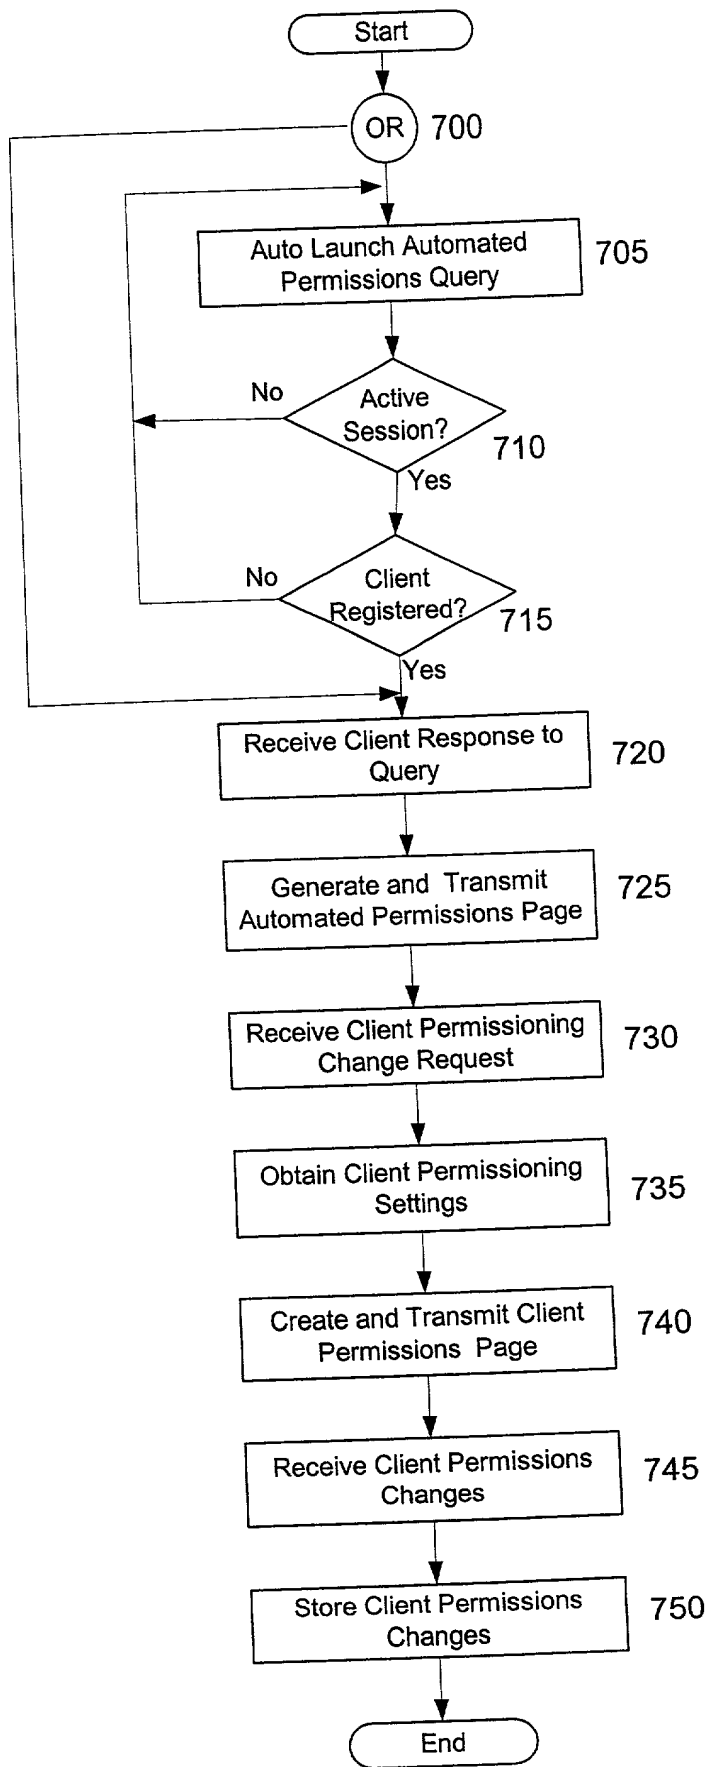 Start
OR 700
Auto Launch Automated
Permissions Query
705
No
Active
Session?
710
Yes
No
Client
Registered?
715
Yes
Receive Client Response to
Query
720
Generate and Transmit
Automated Permissions Page
725
Receive Client Permissioning
Change Request
730
Obtain Client Permissioning
Settings
735
Create and Transmit Client
Permissions Page
740
Receive Client Permissions
Changes
745
Store Client Permissions
Changes
750
End